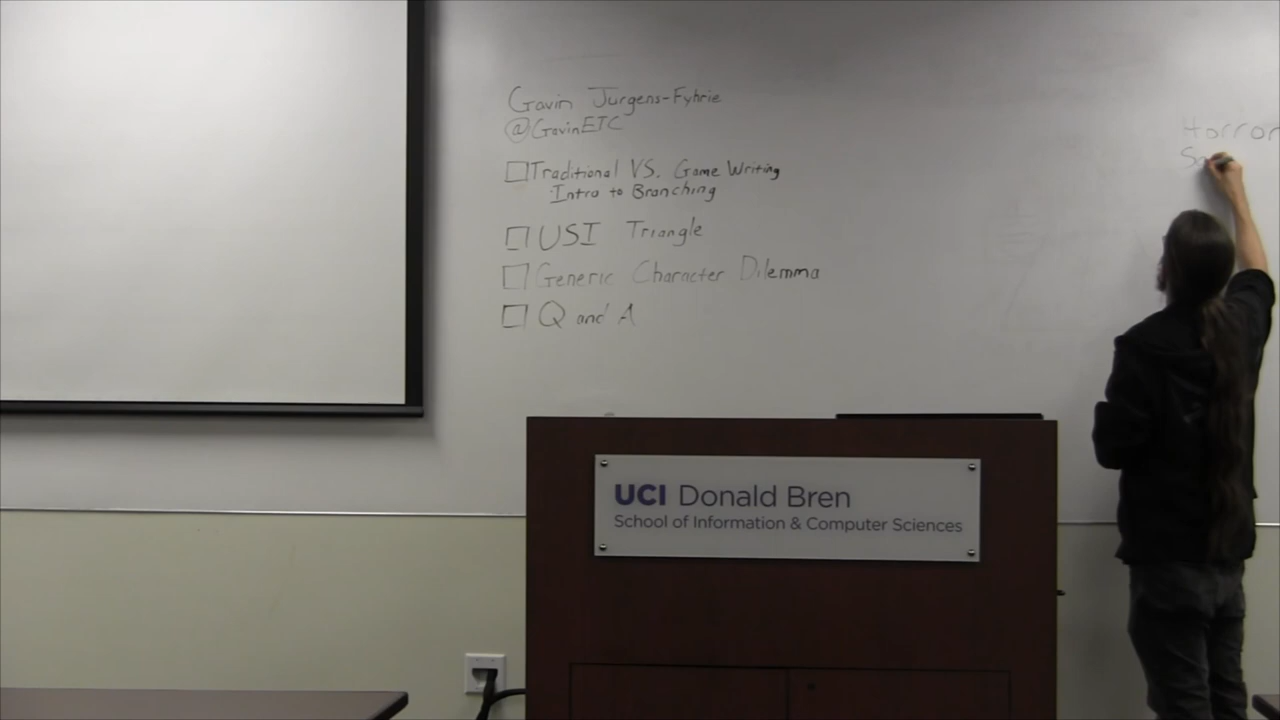 Gavin Jurgens-Fyhrie
@GavinETC
Traditional VS. Game Writing
Intro to Branching
USI Triangle
Generic Character Dilemma
Q and A
Horror
UCI Donald Bren
School of Information & Computer Sciences